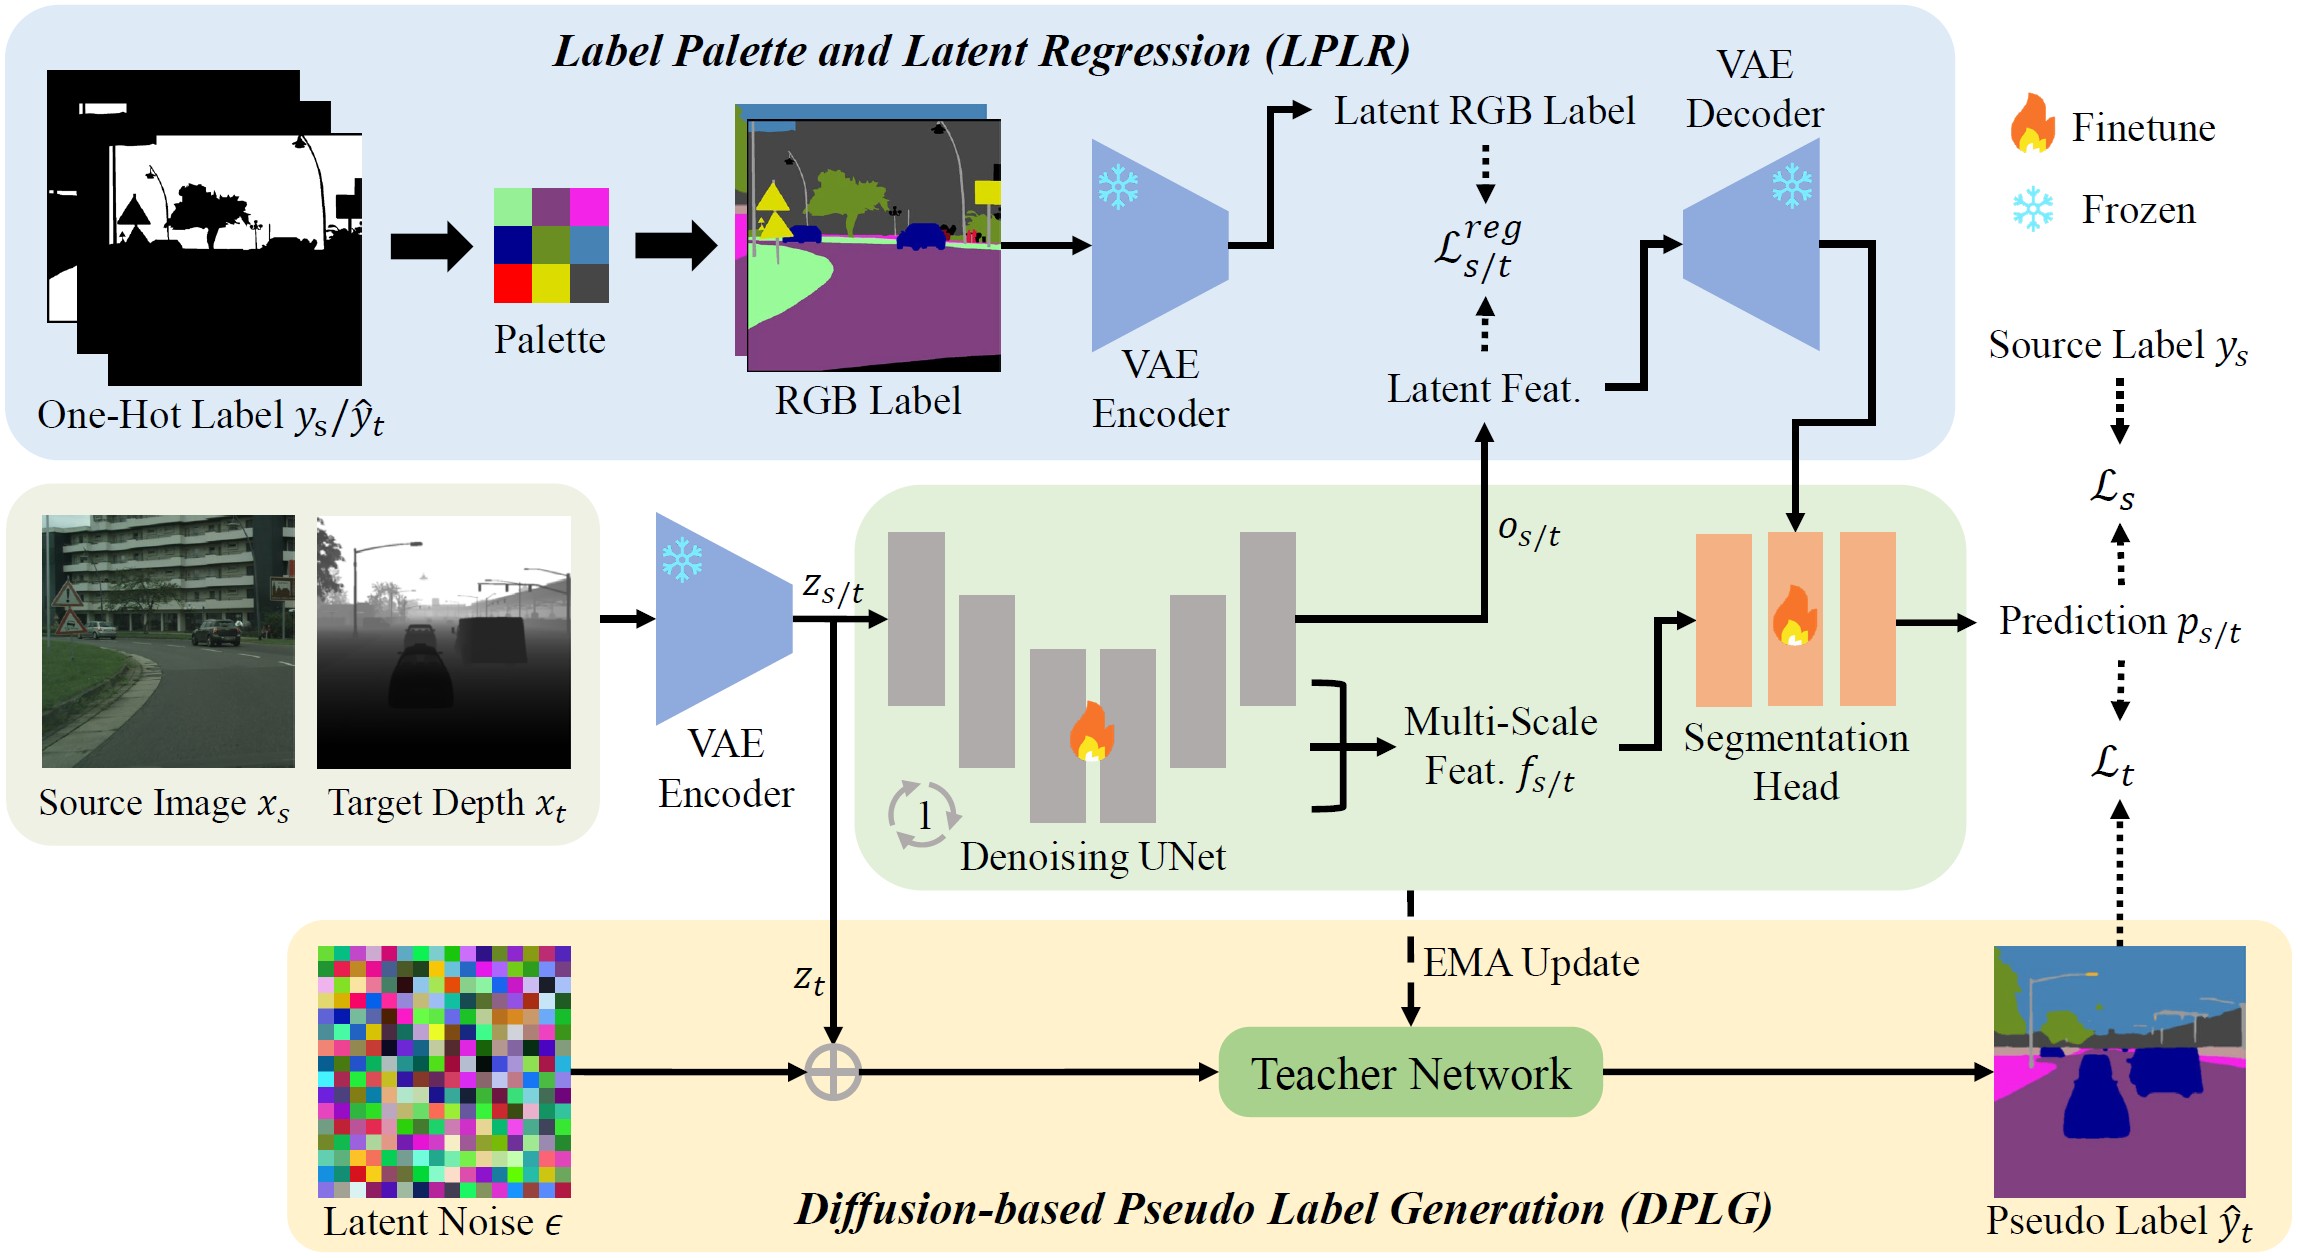 Label Palette and Latent Regression (LPLR)
VAE
Decoder
Latent RGB Label
Finetune
Frozen
$\mathcal{L}_{s/t}^{reg}$
Palette
VAE
Encoder
RGB Label
One-Hot Label $y_s/\hat{y}_t$
Latent Feat.
Source Label $y_s$
$\mathcal{L}_s$
$o_{s/t}$
$z_{s/t}$
Prediction $p_{s/t}$
VAE
Encoder
Source Image $x_s$
Target Depth $x_t$
1
Denoising UNet
Multi-Scale
Feat. $f_{s/t}$
Segmentation
Head
$\mathcal{L}_t$
EMA Update
$z_t$
Teacher Network
Latent Noise $\epsilon$
Diffusion-based Pseudo Label Generation (DPLG)
Pseudo Label $\hat{y}_t$